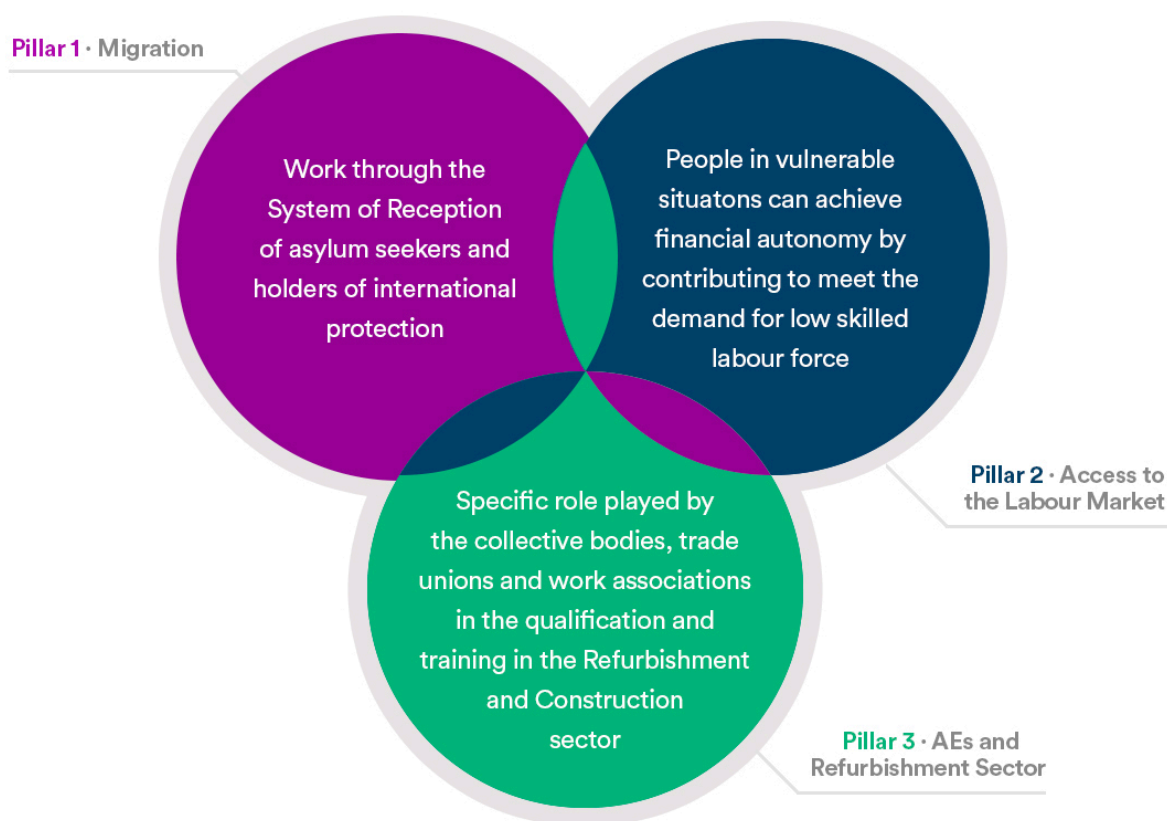 Pillar 1 · Migration
Work through the
System of Reception
of asylum seekers and
holders of international
protection
People in vulnerable
situatons can achieve
financial autonomy by
contributing to meet the
demand for low skilled
labour force
Pillar 2 · Access to
the Labour Market
Specific role played by
the collective bodies, trade
unions and work associations
in the qualification and
training in the Refurbishment
and Construction
sector
Pillar 3 · AEs and
Refurbishment Sector